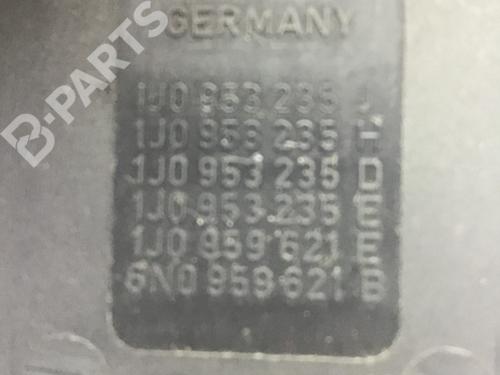 GERMANY
B-PARTS
1J0 953 235 J
1J0 953 235 H
1J0 953 235 D
1J0 953 235 E
1J0 959 621 E
6N0 959 621 B